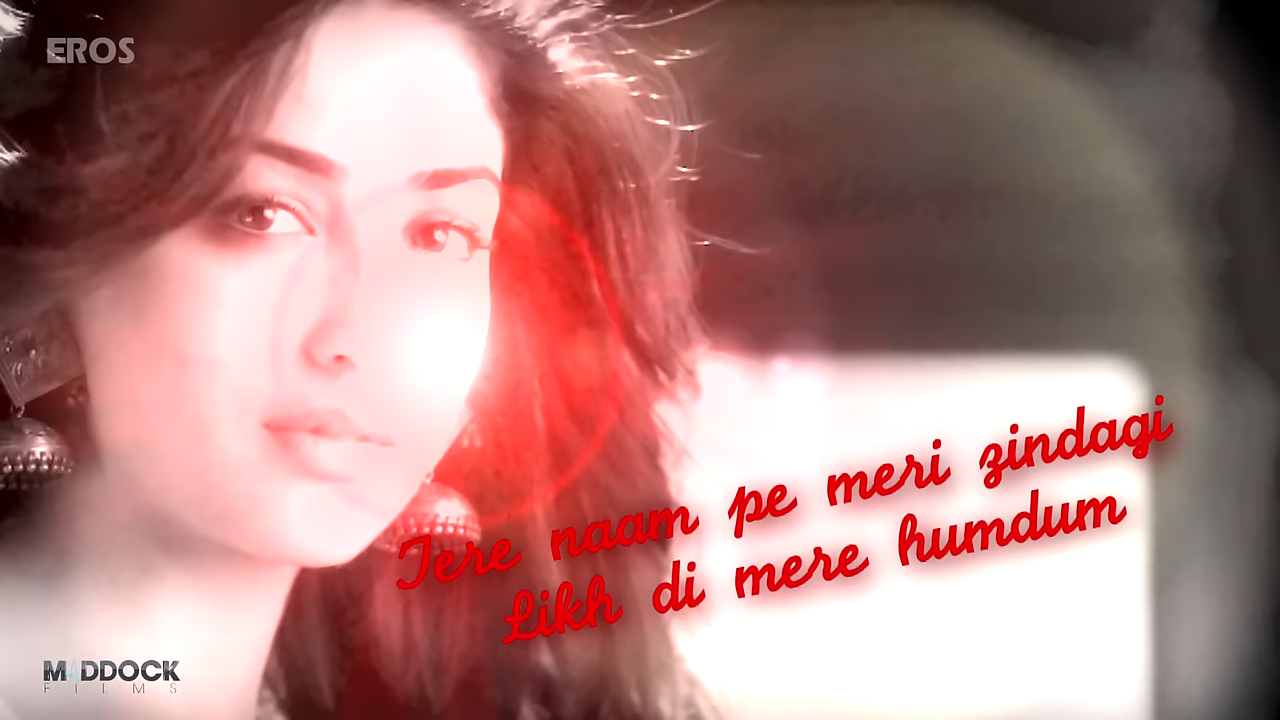 EROS
Tere naam pe meri zindagi
Likh di mere humdum
MADDOCK
FILMS